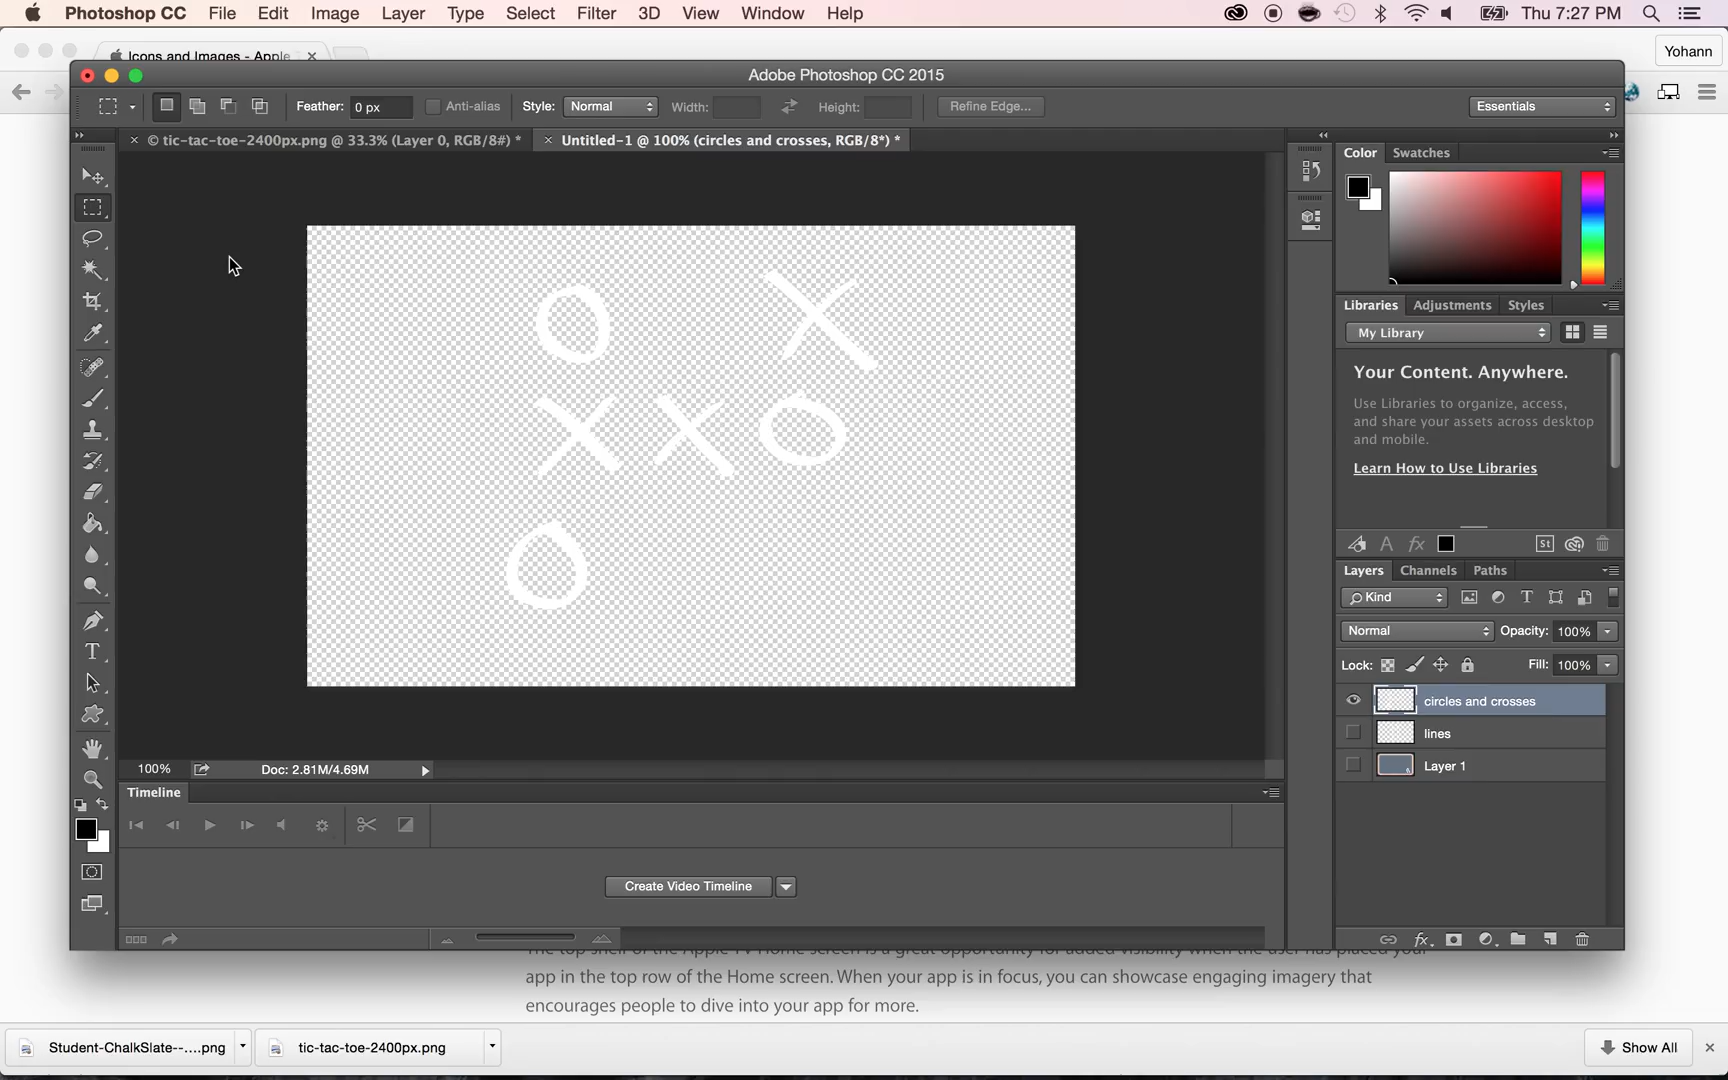 Photoshop CC File Edit Image Layer Type Select Filter 3D View Window Help Thu 7:27 PM
Icons and Images - Apple
Yohann
Adobe Photoshop CC 2015
Feather: 0 px Anti-alias Style: Normal Width: Height: Refine Edge... Essentials
© tic-tac-toe-2400px.png @ 33.3% (Layer 0, RGB/8#) * Untitled-1 @ 100% (circles and crosses, RGB/8*) *
Color Swatches
Libraries Adjustments Styles
My Library
Your Content. Anywhere.
Use Libraries to organize, access,
and share your assets across desktop
and mobile.
Learn How to Use Libraries
O X
X X O
O
A fx St
Layers Channels Paths
Kind
Normal Opacity: 100%
Lock: Fill: 100%
circles and crosses
lines
Layer 1
100% Doc: 2.81M/4.69M
Timeline
Create Video Timeline
fx
app in the top row of the Home screen. When your app is in focus, you can showcase engaging imagery that
encourages people to dive into your app for more.
Student-ChalkSlate--....png tic-tac-toe-2400px.png Show All